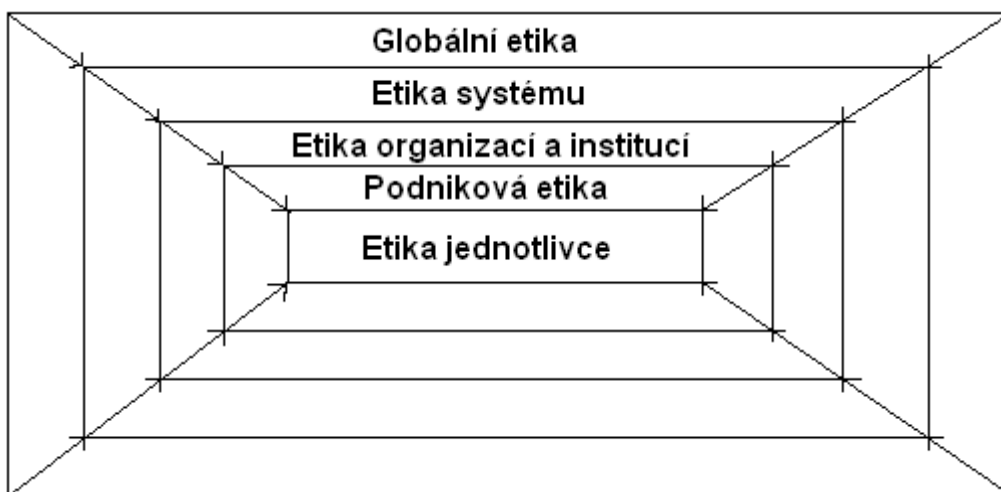 Globální etika
Etika systému
Etika organizací a institucí
Podniková etika
Etika jednotlivce